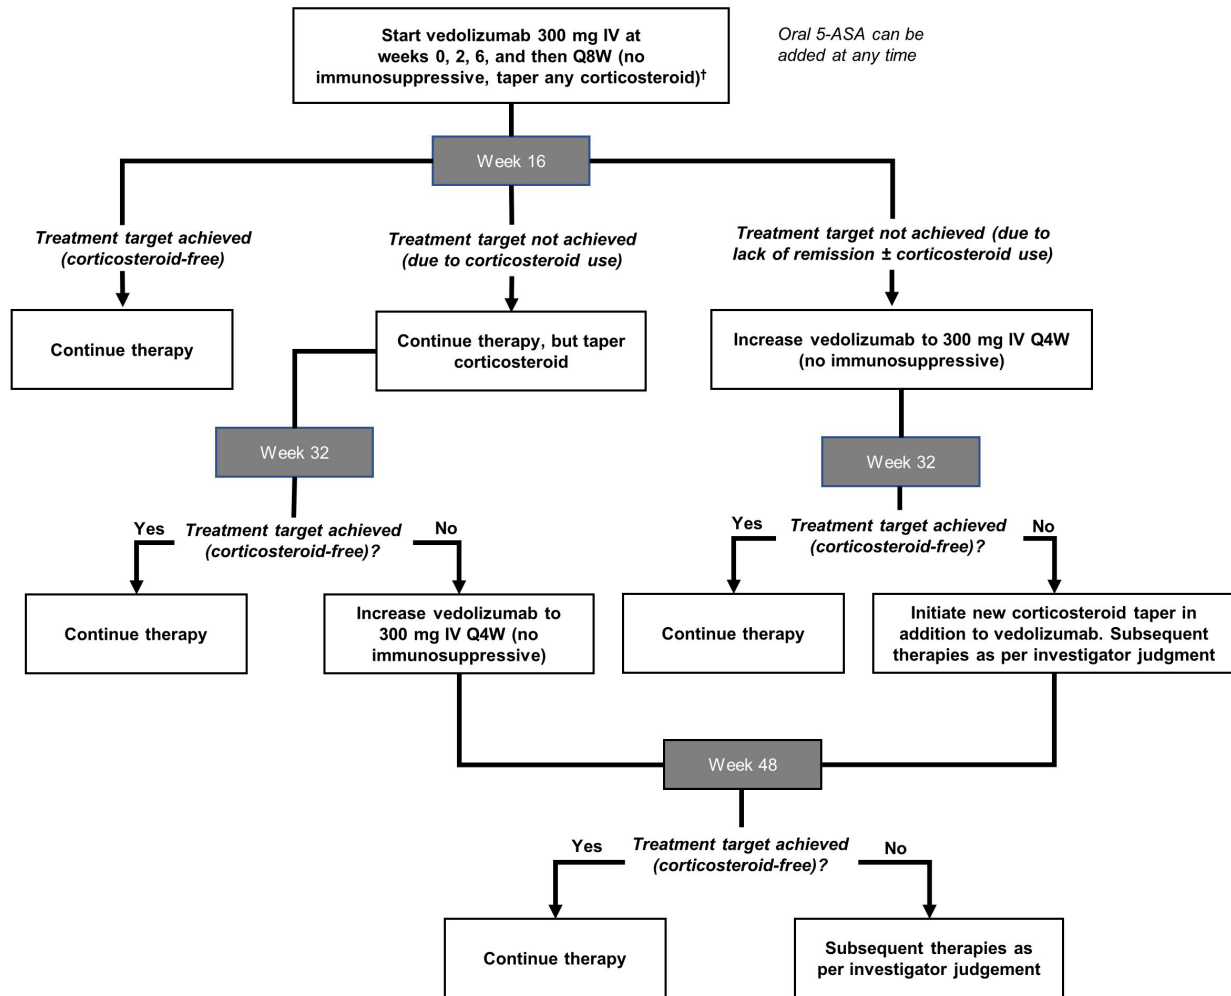 Start vedolizumab 300 mg IV at
weeks 0, 2, 6, and then Q8W (no
immunosuppressive, taper any corticosteroid)†
Oral 5-ASA can be
added at any time
Week 16
Treatment target achieved
(corticosteroid-free)
Treatment target not achieved
(due to corticosteroid use)
Treatment target not achieved (due to
lack of remission ± corticosteroid use)
Continue therapy
Continue therapy, but taper
corticosteroid
Increase vedolizumab to 300 mg IV Q4W
(no immunosuppressive)
Week 32
Week 32
Yes
Treatment target achieved
(corticosteroid-free)?
No
Yes
Treatment target achieved
(corticosteroid-free)?
No
Continue therapy
Increase vedolizumab to
300 mg IV Q4W (no
immunosuppressive)
Continue therapy
Initiate new corticosteroid taper in
addition to vedolizumab. Subsequent
therapies as per investigator judgment
Week 48
Yes
Treatment target achieved
(corticosteroid-free)?
No
Continue therapy
Subsequent therapies as
per investigator judgement